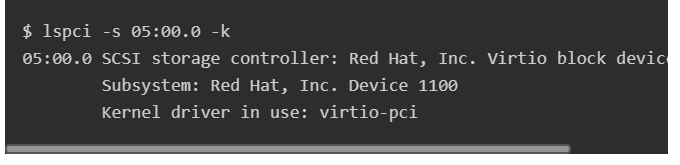 $ lspci -s 05:00.0 -k
05:00.0 SCSI storage controller: Red Hat, Inc. Virtio block devic
Subsystem: Red Hat, Inc. Device 1100
Kernel driver in use: virtio-pci